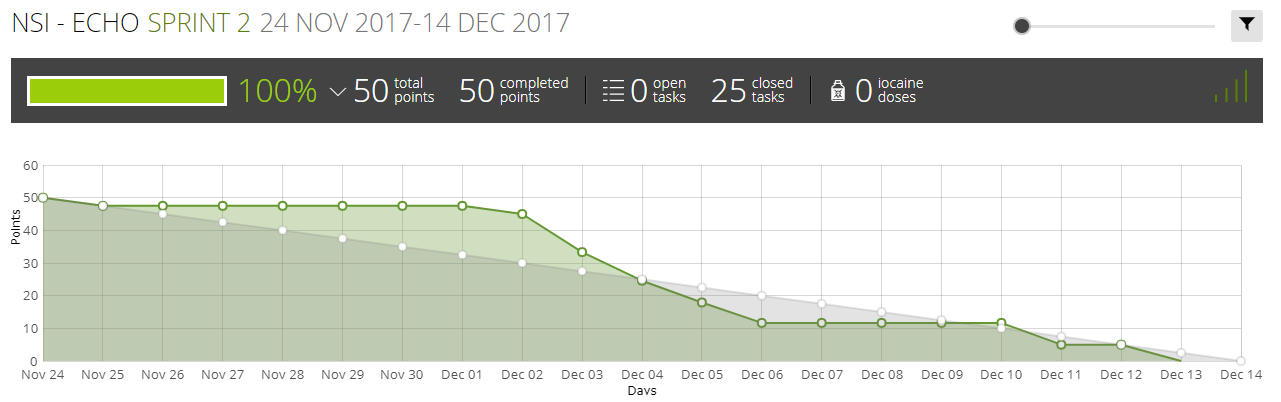 NSI - ECHO SPRINT 2 24 NOV 2017-14 DEC 2017
100% 50 total points 50 completed points 0 open tasks 25 closed tasks 0 iocaine doses
60
50
40
30
20
10
0
Points
Nov 24 Nov 25 Nov 26 Nov 27 Nov 28 Nov 29 Nov 30 Dec 01 Dec 02 Dec 03 Dec 04 Dec 05 Dec 06 Dec 07 Dec 08 Dec 09 Dec 10 Dec 11 Dec 12 Dec 13 Dec 14
Days